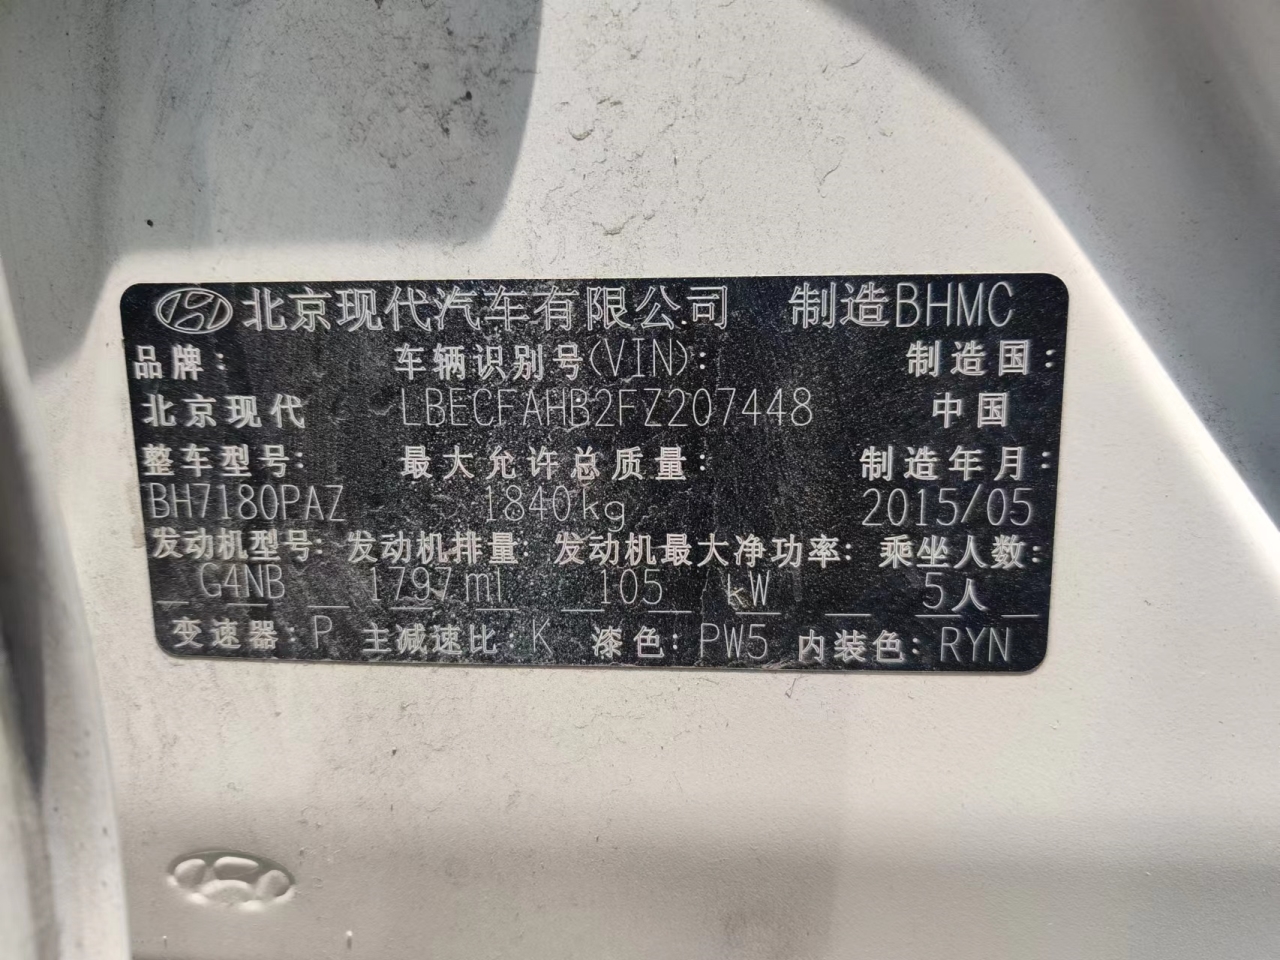 北京现代汽车有限公司 制造BHMC
品牌: 车辆识别号(VIN): 制造国:
北京现代 LBECFAHB2FZ207448 中国
整车型号: 最大允许总质量: 制造年月:
BH7180PAZ 1840kg 2015/05
发动机型号: 发动机排量: 发动机最大净功率: 乘坐人数:
G4NB 1797ml 105 kW 5人
变速器: P 主减速比: K 漆色: PW5 内装色: RYN